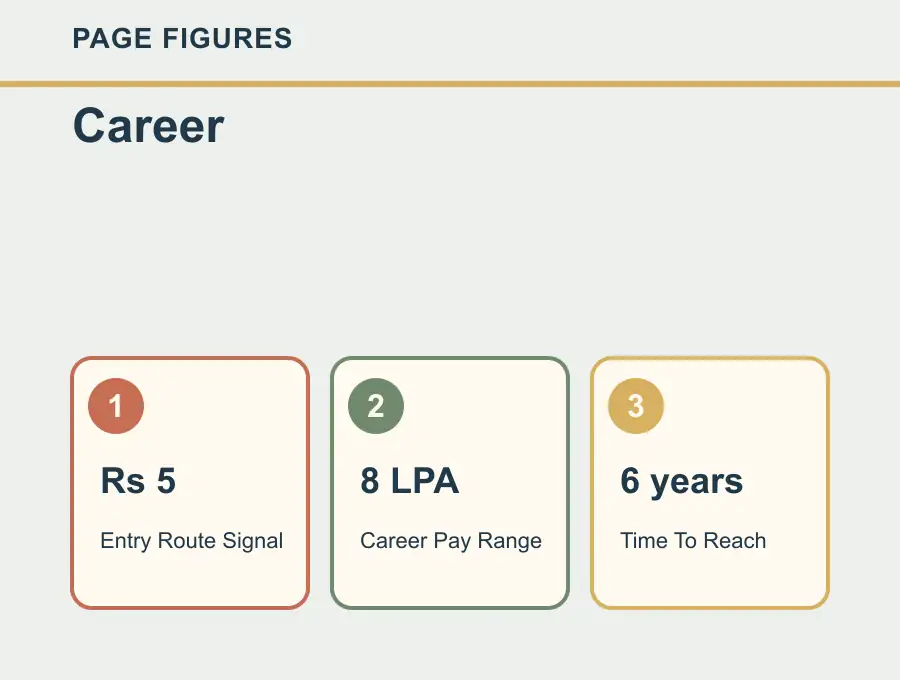 PAGE FIGURES
Career
1
Rs 5
Entry Route Signal
2
8 LPA
Career Pay Range
3
6 years
Time To Reach